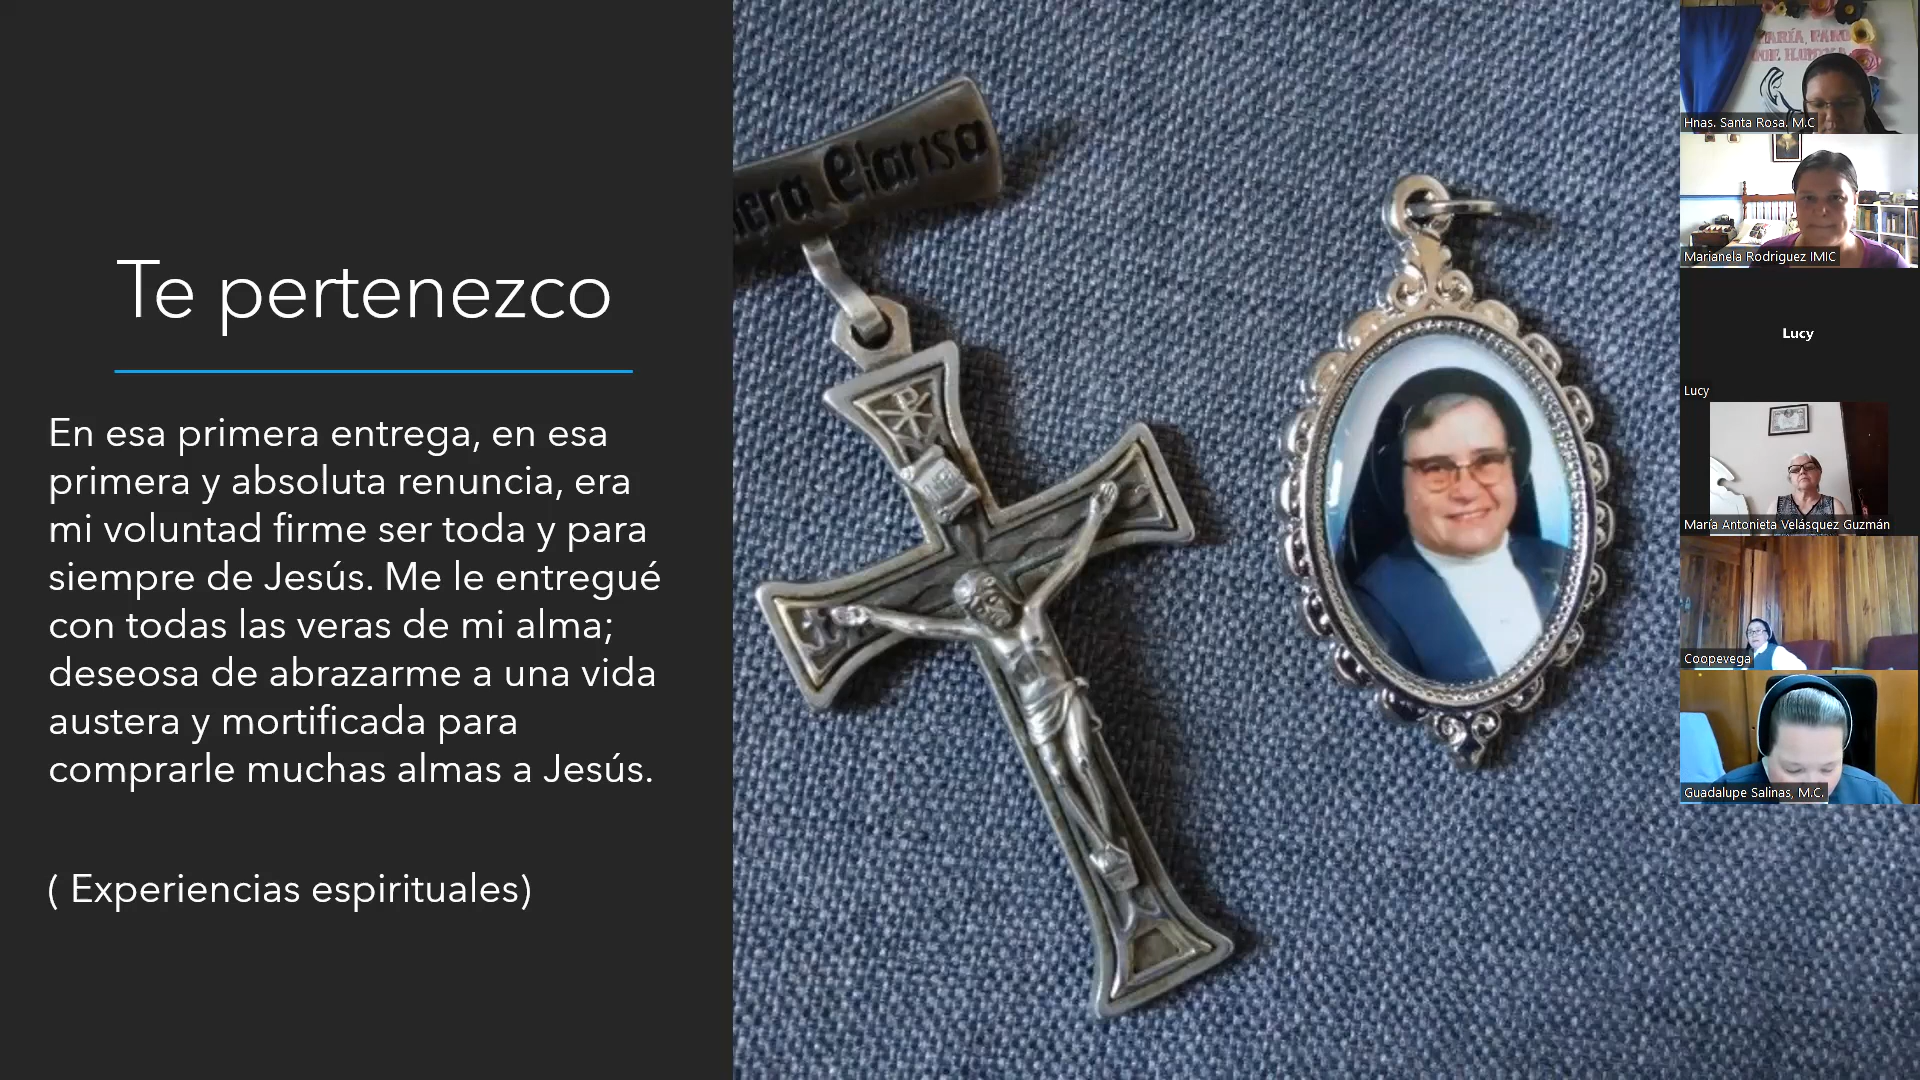 Te pertenezco
En esa primera entrega, en esa
primera y absoluta renuncia, era
mi voluntad firme ser toda y para
siempre de Jesús. Me le entregué
con todas las veras de mi alma;
deseosa de abrazarme a una vida
austera y mortificada para
comprarle muchas almas a Jesús.
( Experiencias espirituales)
Clarisa
Hnas. Santa Rosa. M.C
Marianela Rodriguez IMIC
Lucy
Lucy
María Antonieta Velásquez Guzmán
Coopevega
Guadalupe Salinas, M.C.